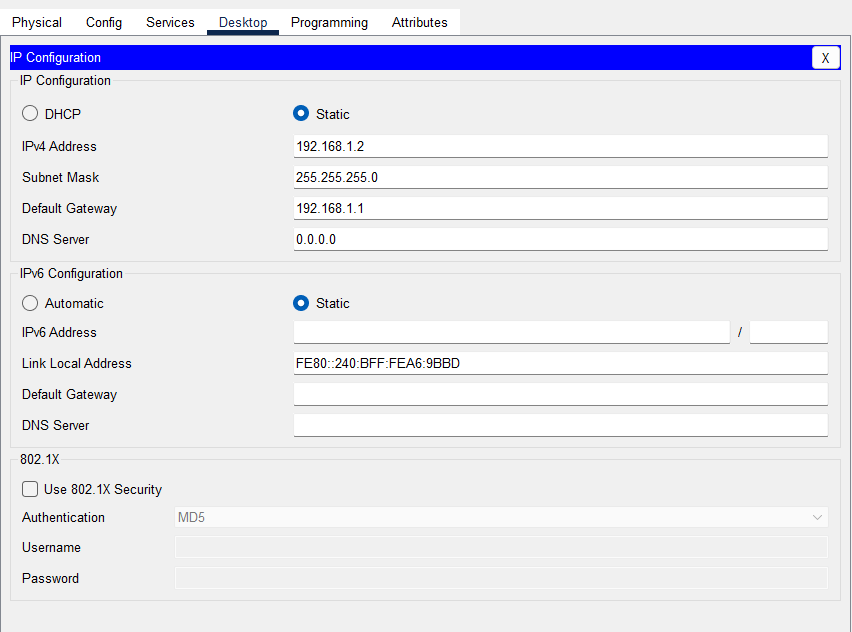 Physical Config Services Desktop Programming Attributes
IP Configuration X
IP Configuration
DHCP Static
IPv4 Address 192.168.1.2
Subnet Mask 255.255.255.0
Default Gateway 192.168.1.1
DNS Server 0.0.0.0
IPv6 Configuration
Automatic Static
IPv6 Address /
Link Local Address FE80::240:BFF:FEA6:9BBD
Default Gateway
DNS Server
802.1X
Use 802.1X Security
Authentication MD5
Username
Password